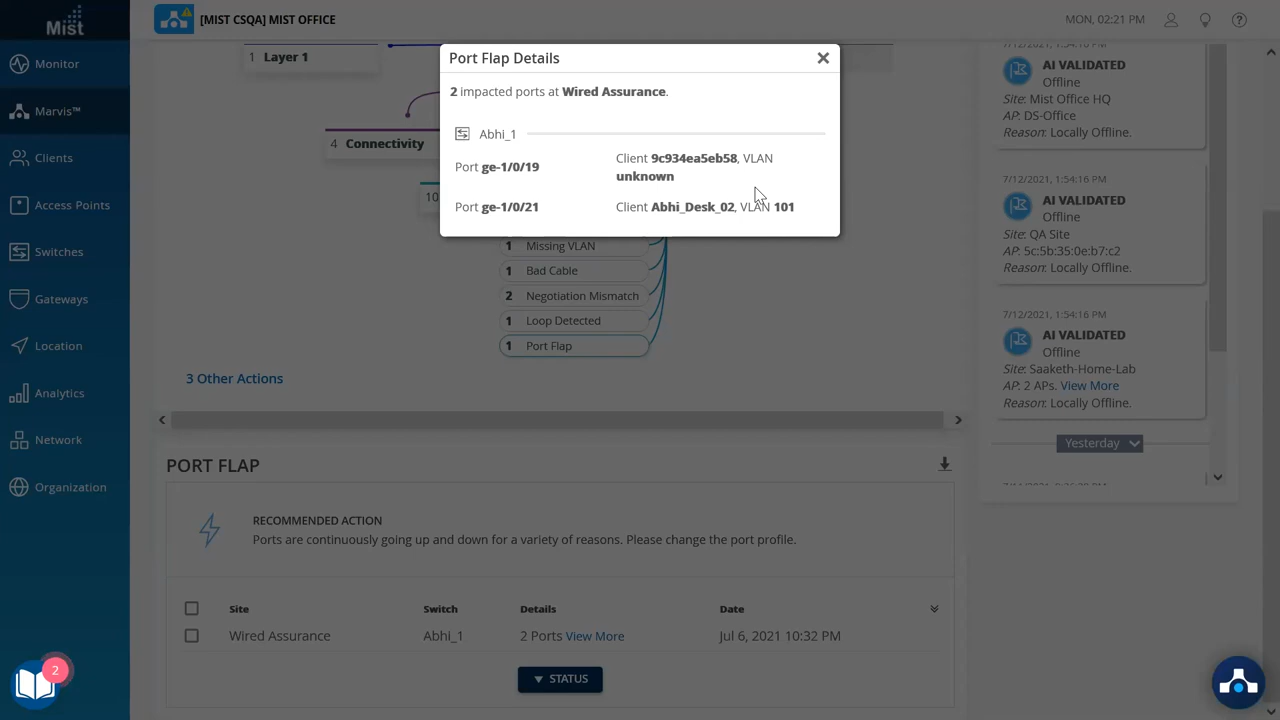 Mist
[MIST CSQA] MIST OFFICE
MON, 02:21 PM
Monitor
Marvis™
Clients
Access Points
Switches
Gateways
Location
Analytics
Network
Organization
2
1 Layer 1
4 Connectivity
10
Port Flap Details
2 impacted ports at Wired Assurance.
Abhi_1
Port ge-1/0/19
Client 9c934ea5eb58, VLAN
unknown
Port ge-1/0/21
Client Abhi_Desk_02, VLAN 101
1 Missing VLAN
1 Bad Cable
2 Negotiation Mismatch
1 Loop Detected
1 Port Flap
3 Other Actions
PORT FLAP
RECOMMENDED ACTION
Ports are continuously going up and down for a variety of reasons. Please change the port profile.
Site Switch Details Date
Wired Assurance Abhi_1 2 Ports View More Jul 6, 2021 10:32 PM
STATUS
7/12/2021, 1:54:16 PM
AI VALIDATED
Offline
Site: Mist Office HQ
AP: DS-Office
Reason: Locally Offline.
7/12/2021, 1:54:16 PM
AI VALIDATED
Offline
Site: QA Site
AP: 5c:5b:35:0e:b7:c2
Reason: Locally Offline.
7/12/2021, 1:54:16 PM
AI VALIDATED
Offline
Site: Saaketh-Home-Lab
AP: 2 APs. View More
Reason: Locally Offline.
Yesterday